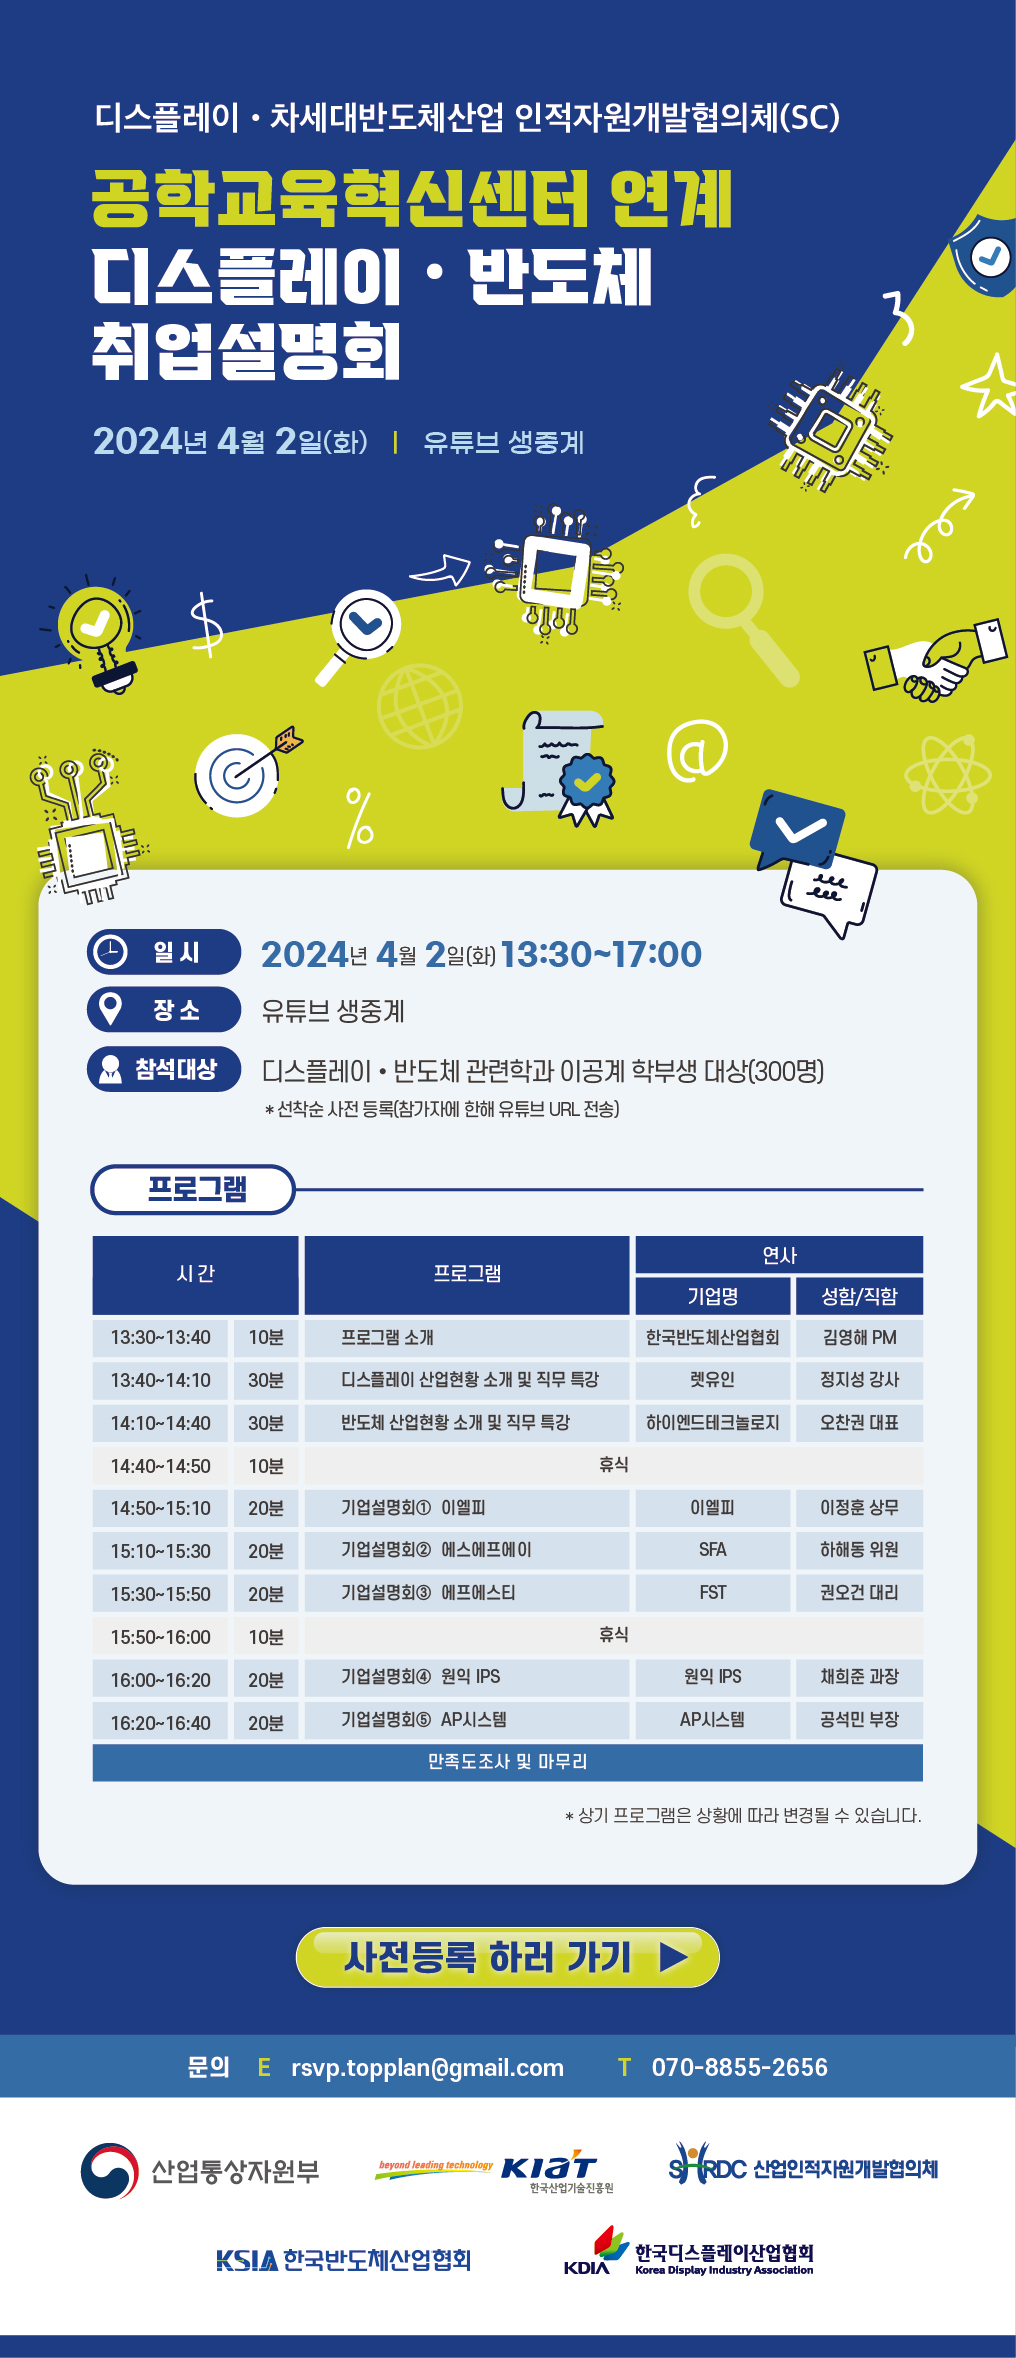 디스플레이 • 차세대반도체산업 인적자원개발협의체(SC)
공학교육혁신센터 연계
디스플레이 • 반도체
취업설명회
2024년 4월 2일(화) | 유튜브 생중계
일 시 2024년 4월 2일(화) 13:30~17:00
장 소 유튜브 생중계
참석대상 디스플레이 • 반도체 관련학과 이공계 학부생 대상(300명)
* 선착순 사전 등록(참가자에 한해 유튜브 URL 전송)
프로그램
시 간 프로그램 연사
기업명 성함/직함
13:30~13:40 10분 프로그램 소개 한국반도체산업협회 김영해 PM
13:40~14:10 30분 디스플레이 산업현황 소개 및 직무 특강 렛유인 정지성 강사
14:10~14:40 30분 반도체 산업현황 소개 및 직무 특강 하이엔드테크놀로지 오찬권 대표
14:40~14:50 10분 휴식
14:50~15:10 20분 기업설명회① 이엘피 이엘피 이정훈 상무
15:10~15:30 20분 기업설명회② 에스에프에이 SFA 하해동 위원
15:30~15:50 20분 기업설명회③ 에프에스티 FST 권오건 대리
15:50~16:00 10분 휴식
16:00~16:20 20분 기업설명회④ 원익 IPS 원익 IPS 채희준 과장
16:20~16:40 20분 기업설명회⑤ AP시스템 AP시스템 공석민 부장
만족도조사 및 마무리
* 상기 프로그램은 상황에 따라 변경될 수 있습니다.
사전등록 하러 가기 ▶
문의 E rsvp.topplan@gmail.com T 070-8855-2656
산업통상자원부
beyond leading technology KIAT
한국산업기술진흥원
SHRDC 산업인적자원개발협의체
KSIA 한국반도체산업협회
KDIA 한국디스플레이산업협회
Korea Display Industry Association